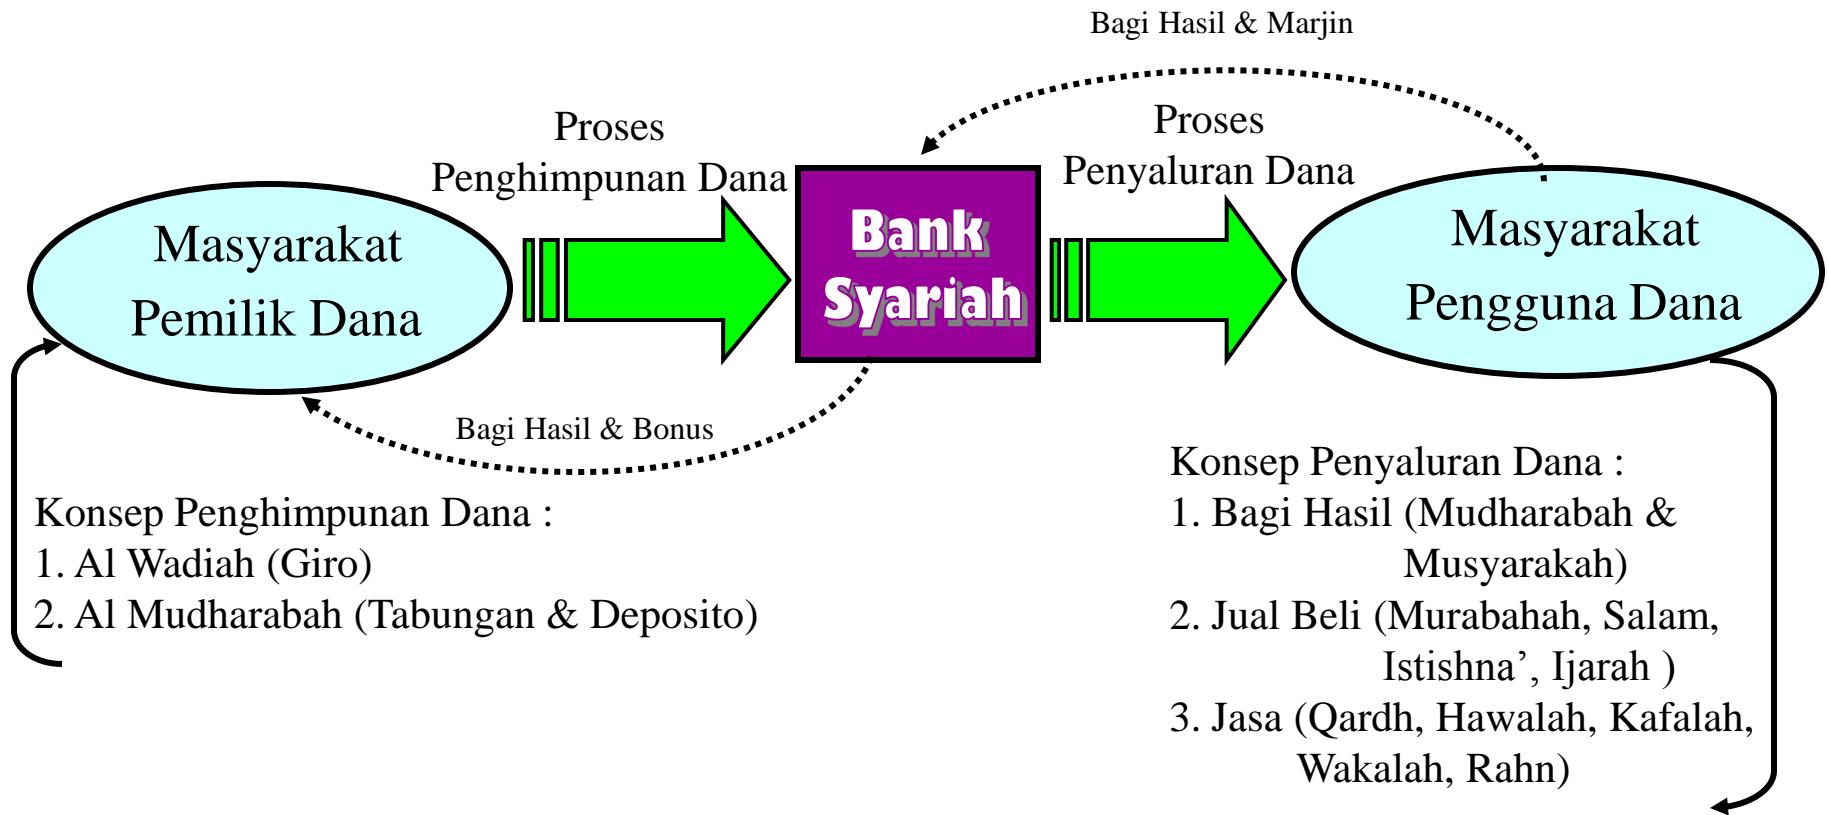 Bagi Hasil & Marjin
Proses
Penghimpunan Dana
Proses
Penyaluran Dana
Masyarakat
Pemilik Dana
Bank
Syariah
Masyarakat
Pengguna Dana
Bagi Hasil & Bonus
Konsep Penghimpunan Dana :
1. Al Wadiah (Giro)
2. Al Mudharabah (Tabungan & Deposito)
Konsep Penyaluran Dana :
1. Bagi Hasil (Mudharabah &
Musyarakah)
2. Jual Beli (Murabahah, Salam,
Istishna’, Ijarah )
3. Jasa (Qardh, Hawalah, Kafalah,
Wakalah, Rahn)